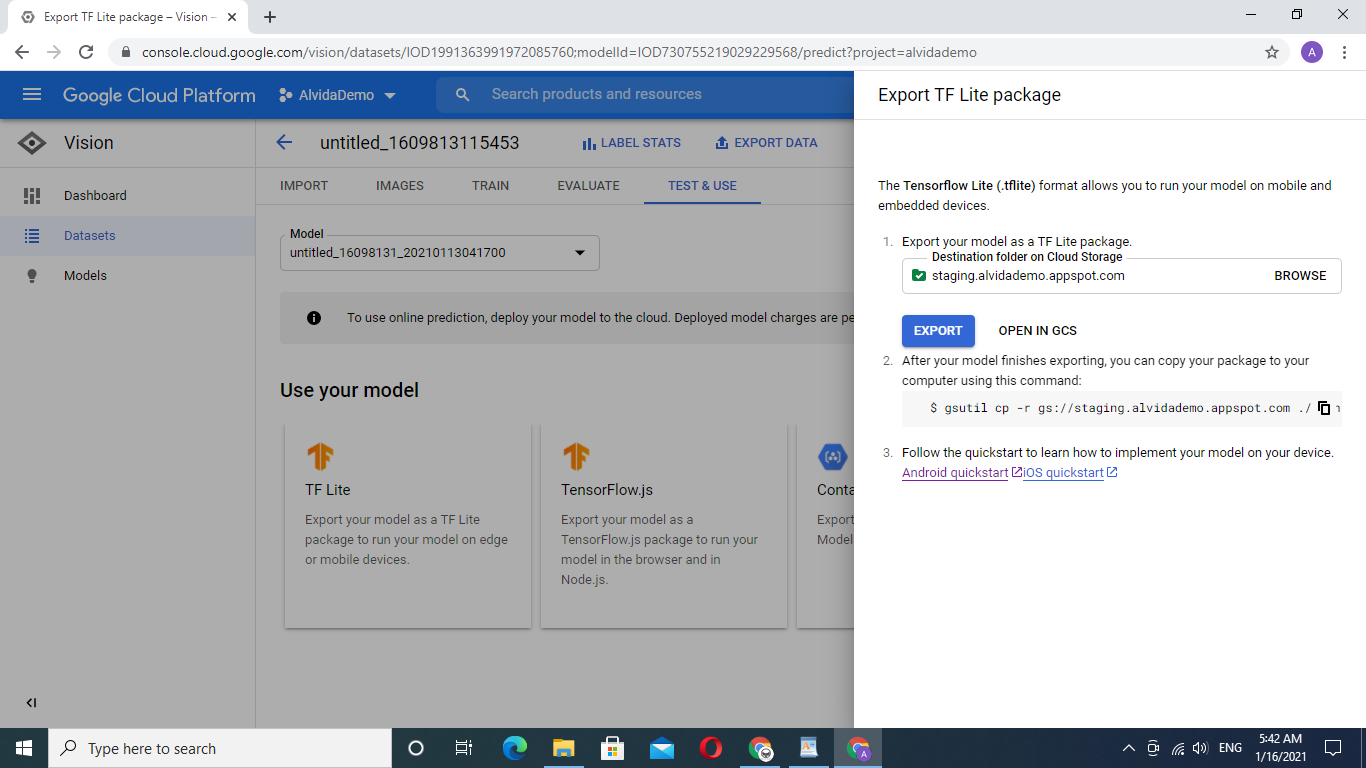 Export TF Lite package – Vision –
console.cloud.google.com/vision/datasets/IOD1991363991972085760;modelId=IOD730755219029229568/predict?project=alvidademo
A
Google Cloud Platform
AlvidaDemo
Search products and resources
Vision
Dashboard
Datasets
Models
untitled_1609813115453
LABEL STATS
EXPORT DATA
IMPORT
IMAGES
TRAIN
EVALUATE
TEST & USE
Model
untitled_16098131_20210113041700
To use online prediction, deploy your model to the cloud. Deployed model charges are pe
Use your model
TF Lite
Export your model as a TF Lite
package to run your model on edge
or mobile devices.
TensorFlow.js
Export your model as a
TensorFlow.js package to run your
model in the browser and in
Node.js.
Conta
Export
Model
Export TF Lite package
The Tensorflow Lite (.tflite) format allows you to run your model on mobile and
embedded devices.
1. Export your model as a TF Lite package.
Destination folder on Cloud Storage
staging.alvidademo.appspot.com
BROWSE
EXPORT
OPEN IN GCS
2. After your model finishes exporting, you can copy your package to your
computer using this command:
$ gsutil cp -r gs://staging.alvidademo.appspot.com ./
3. Follow the quickstart to learn how to implement your model on your device.
Android quickstart iOS quickstart
Type here to search
A
ENG
5:42 AM
1/16/2021